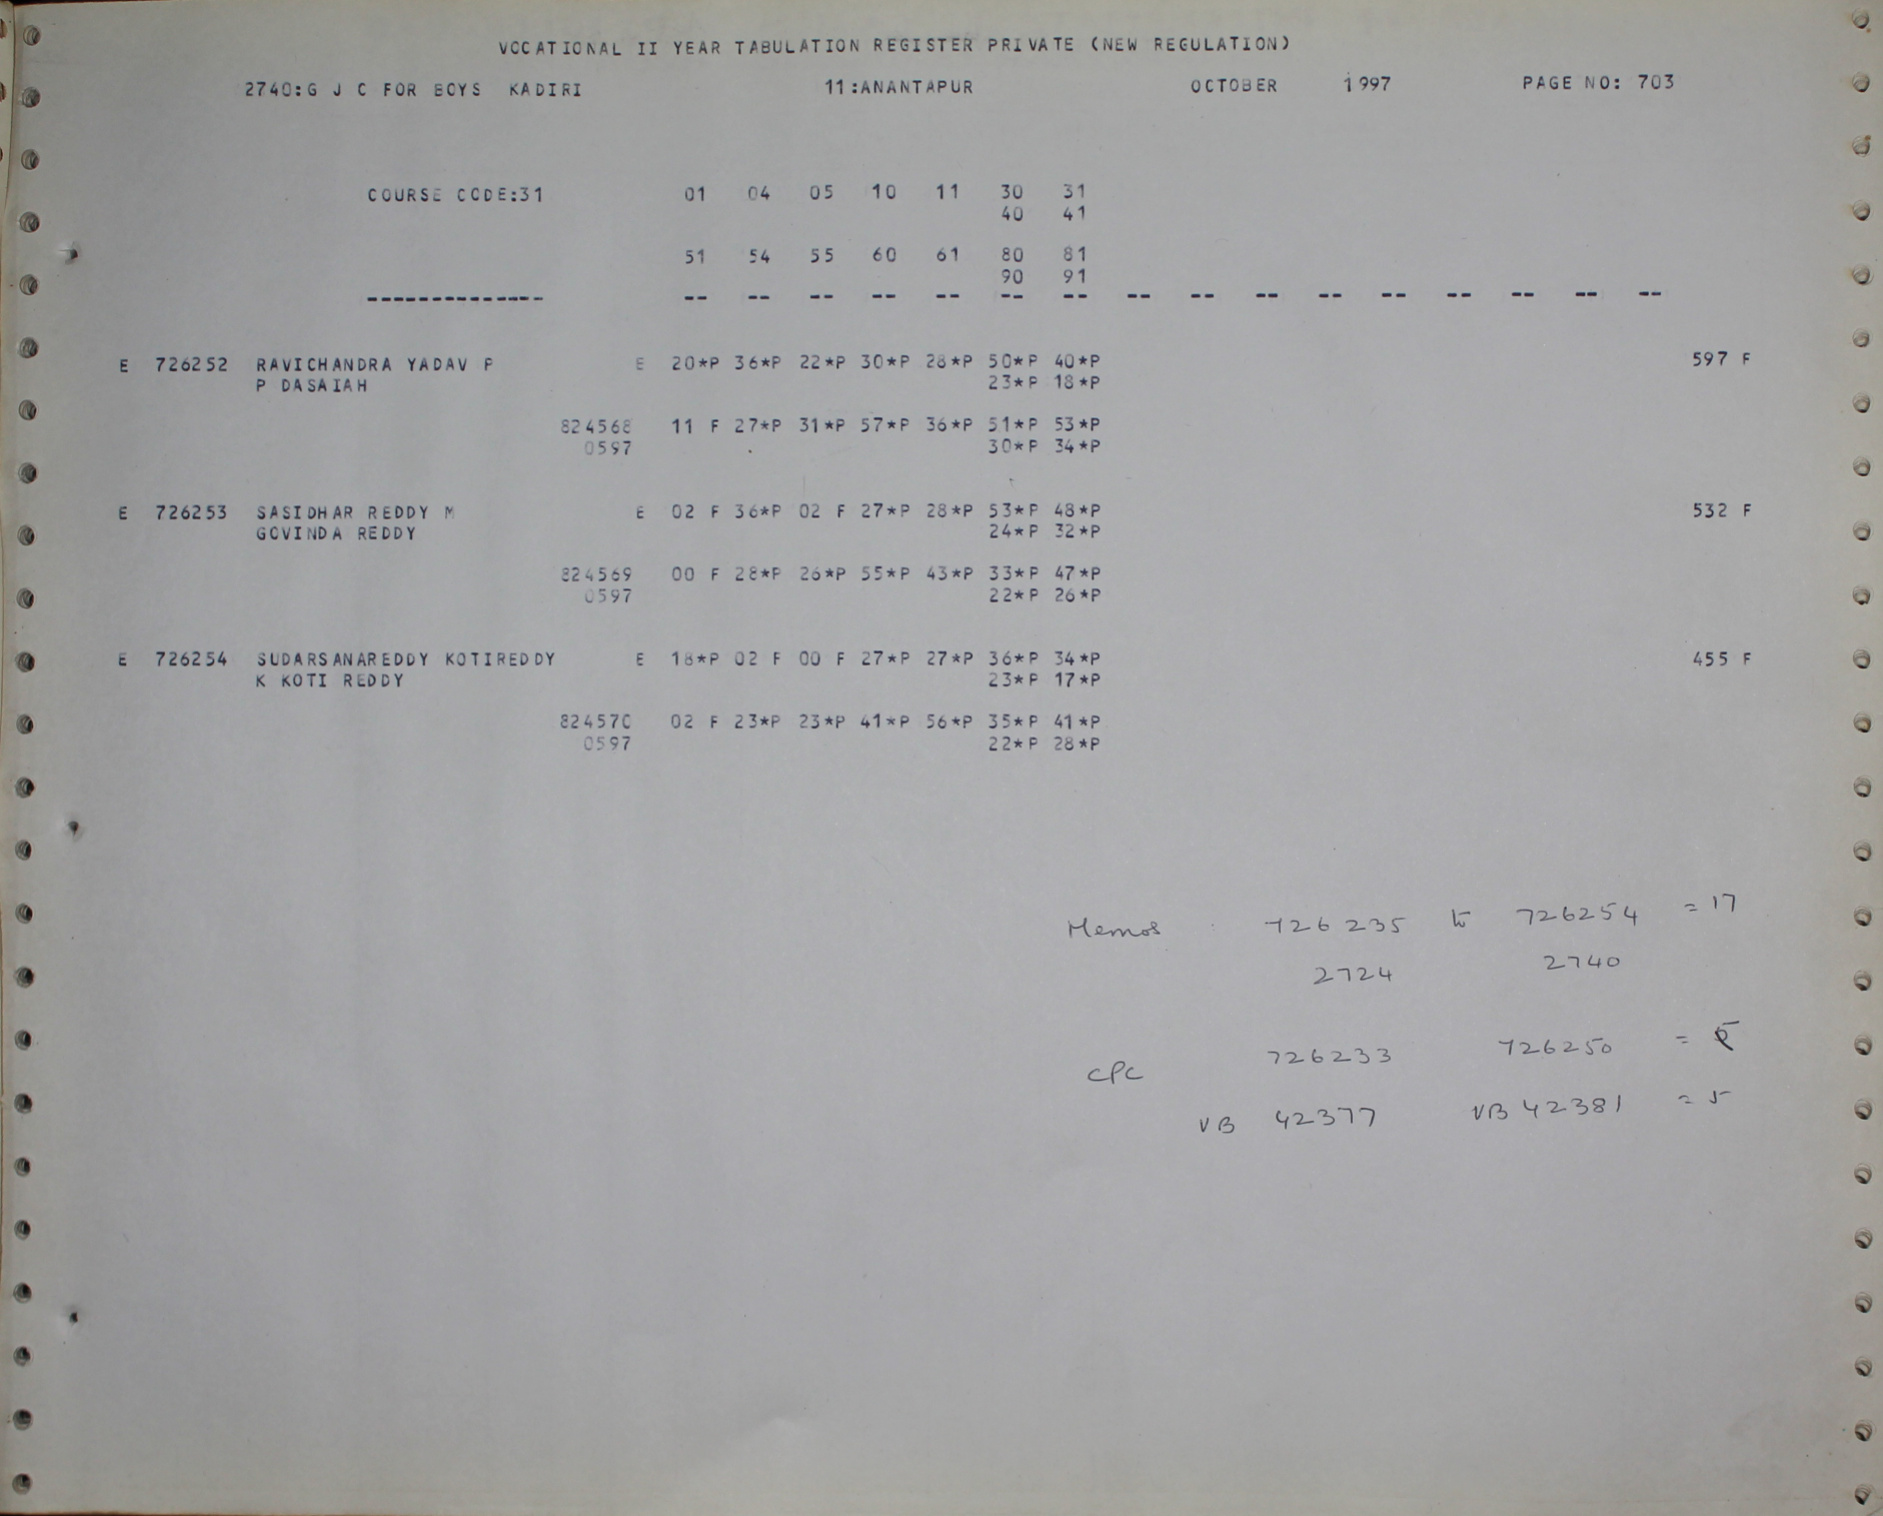 VOCATIONAL II YEAR TABULATION REGISTER PRIVATE (NEW REGULATION)
2740:G J C FOR BOYS KADIRI 11:ANANTAPUR OCTOBER 1997 PAGE NO: 703
COURSE CODE:31 01 04 05 10 11 30 31
40 41
51 54 55 60 61 80 81
90 91
-------------- -- -- -- -- -- -- -- -- -- -- -- -- -- -- -- --
E 726252 RAVICHANDRA YADAV P E 20*P 36*P 22*P 30*P 28*P 50*P 40*P 597 F
P DASAIAH 23*P 18*P
824568 11 F 27*P 31*P 57*P 36*P 51*P 53*P
0597 30*P 34*P
E 726253 SASIDHAR REDDY M E 02 F 36*P 02 F 27*P 28*P 53*P 48*P 532 F
GOVINDA REDDY 24*P 32*P
824569 00 F 28*P 26*P 55*P 43*P 33*P 47*P
0597 22*P 26*P
E 726254 SUDARSANAREDDY KOTIREDDY E 18*P 02 F 00 F 27*P 27*P 36*P 34*P 455 F
K KOTI REDDY 23*P 17*P
824570 02 F 23*P 23*P 41*P 56*P 35*P 41*P
0597 22*P 28*P
Memos 726235 to 726254 = 17
2724 2740
CPC 726233 726250 =
VB 42377 VB 42381 = 5